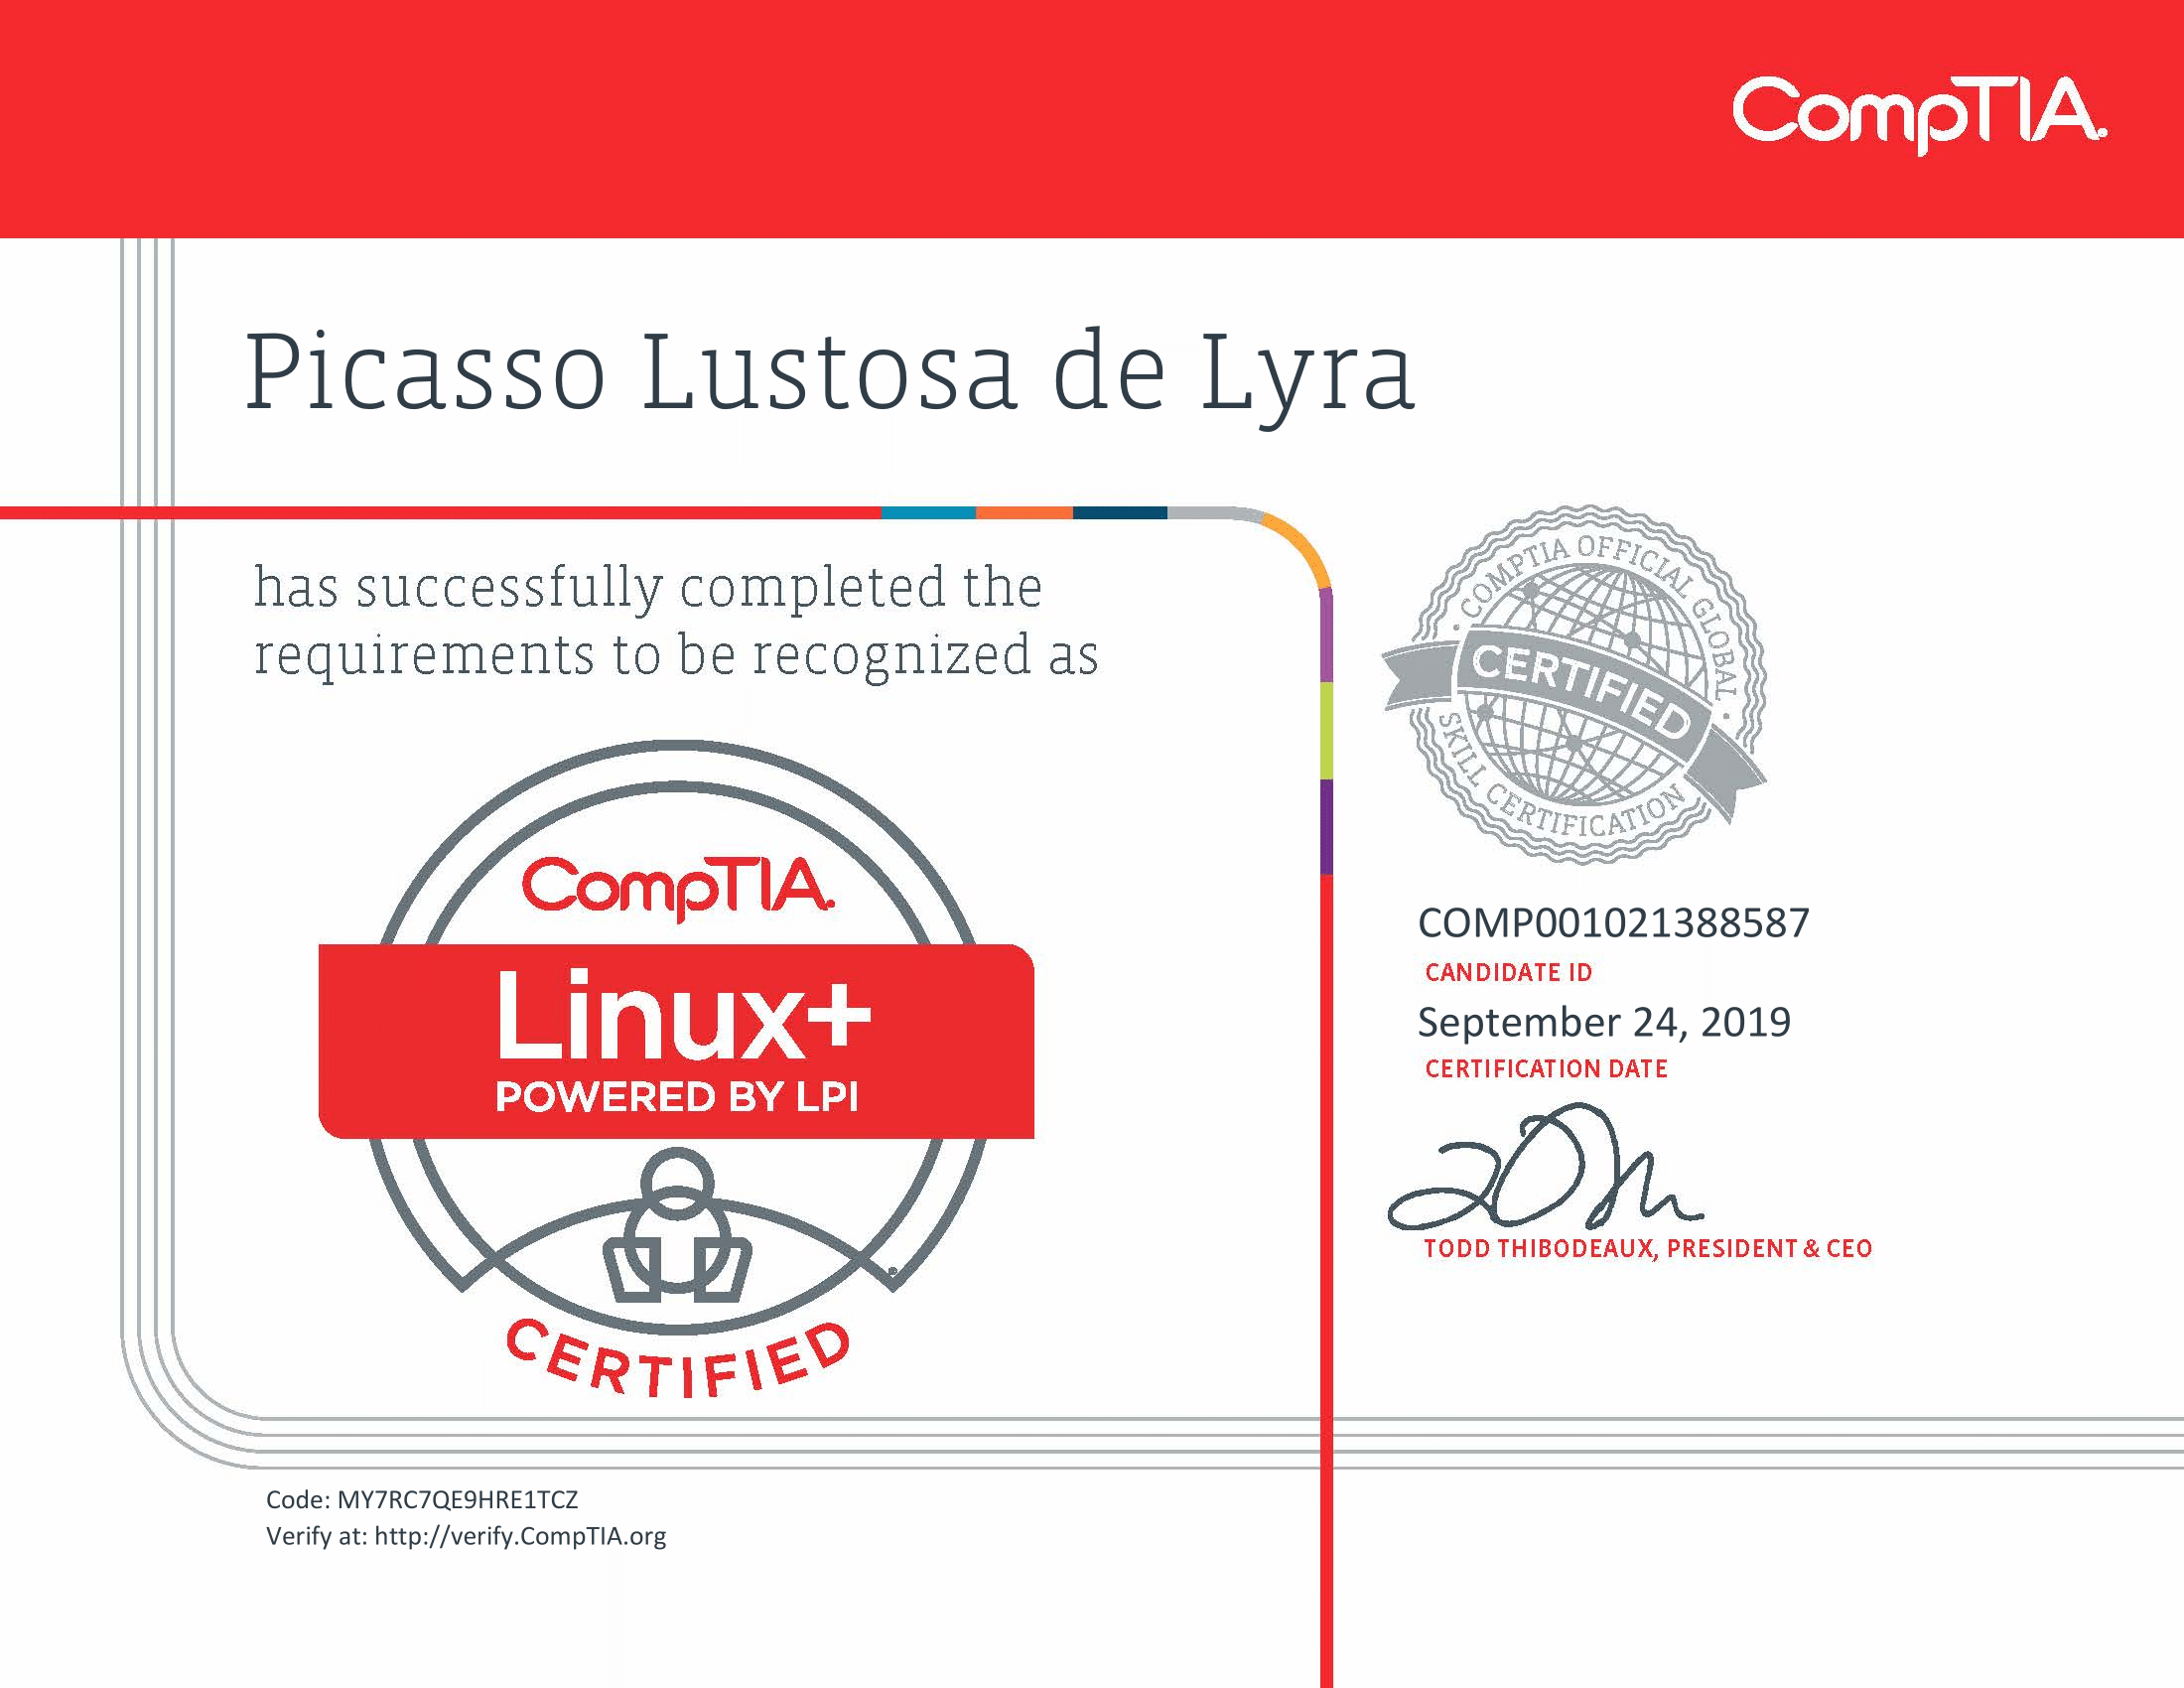 CompTIA.
Picasso Lustosa de Lyra
has successfully completed the
requirements to be recognized as
CompTIA.
Linux+
POWERED BY LPI
CERTIFIED
COMPTIA OFFICIAL GLOBAL
CERTIFIED
SKILL CERTIFICATION
COMP001021388587
CANDIDATE ID
September 24, 2019
CERTIFICATION DATE
TODD THIBODEAUX, PRESIDENT & CEO
Code: MY7RC7QE9HRE1TCZ
Verify at: http://verify.CompTIA.org